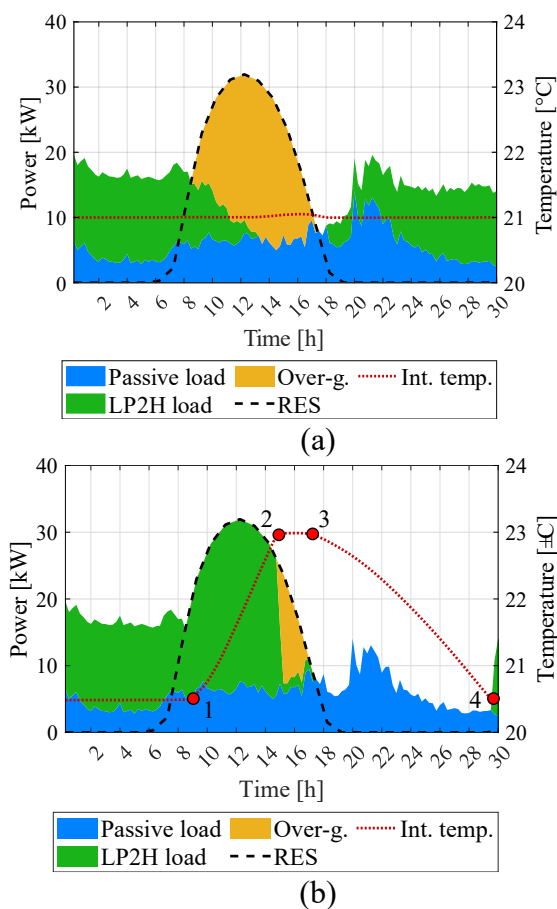 40
30
20
10
0
Power [kW]
24
23
22
21
20
Temperature [°C]
2 4 6 8 10 12 14 16 18 20 22 24 26 28 30
Time [h]
Passive load Over-g. Int. temp.
LP2H load RES
(a)
40
30
20
10
0
Power [kW]
24
23
22
21
20
Temperature [±C]
1 2 3 4
2 4 6 8 10 12 14 16 18 20 22 24 26 28 30
Time [h]
Passive load Over-g. Int. temp.
LP2H load RES
(b)